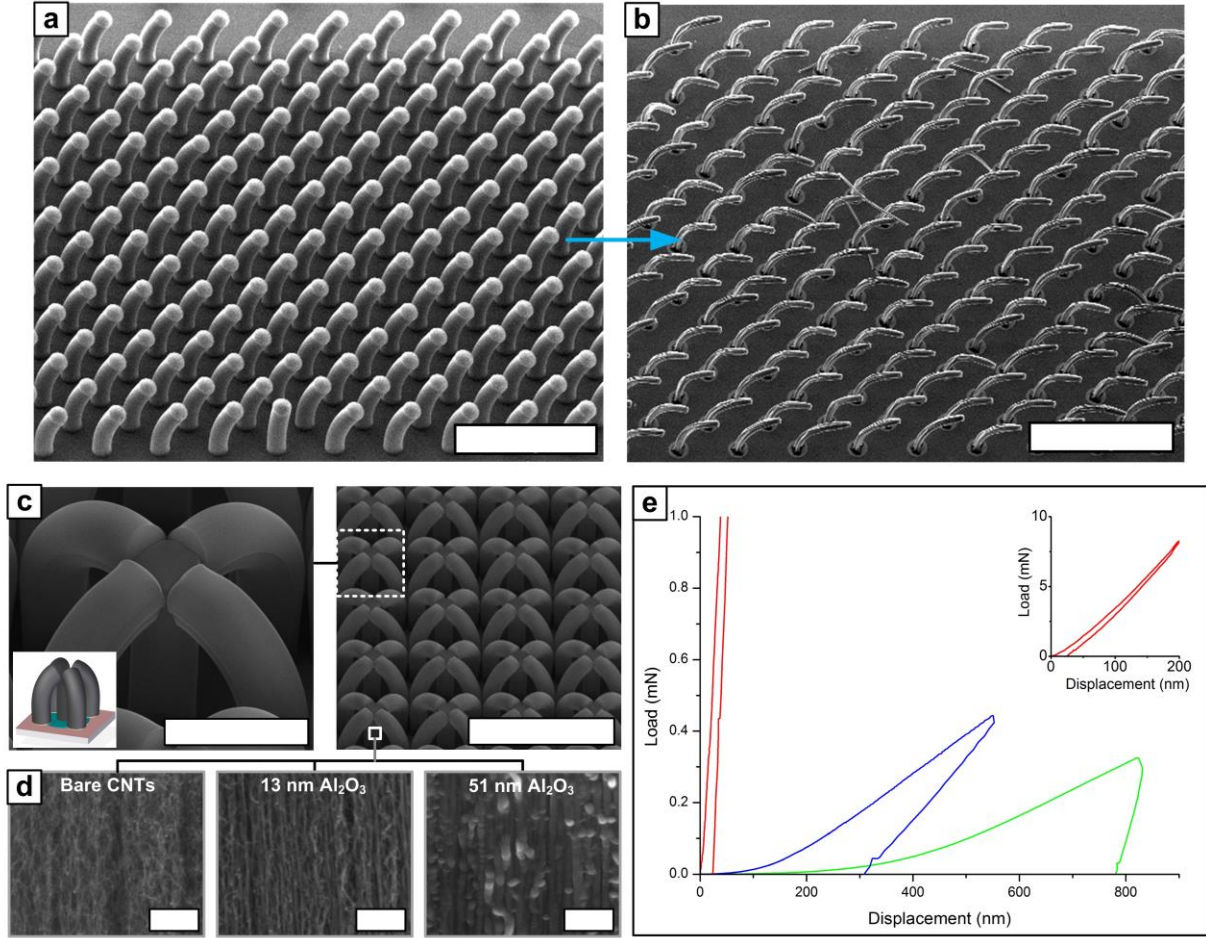 a
b
c
d
Bare CNTs
13 nm Al₂O₃
51 nm Al₂O₃
e
1.0
0.8
0.6
0.4
0.2
0.0
0
200
400
600
800
Load (mN)
Displacement (nm)
10
5
0
0
100
200
Load (mN)
Displacement (nm)